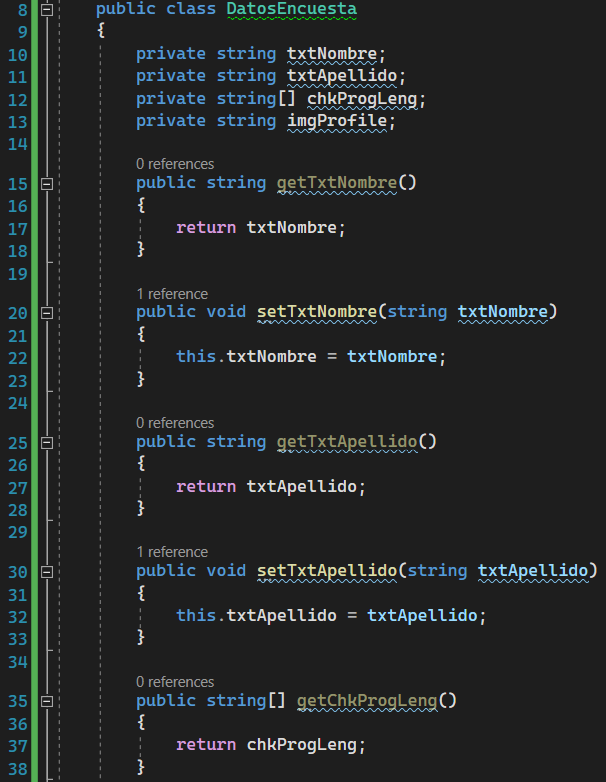 8 public class DatosEncuesta
9 {
10 private string txtNombre;
11 private string txtApellido;
12 private string[] chkProgLeng;
13 private string imgProfile;
14
0 references
15 public string getTxtNombre()
16 {
17 return txtNombre;
18 }
19
1 reference
20 public void setTxtNombre(string txtNombre)
21 {
22 this.txtNombre = txtNombre;
23 }
24
0 references
25 public string getTxtApellido()
26 {
27 return txtApellido;
28 }
29
1 reference
30 public void setTxtApellido(string txtApellido)
31 {
32 this.txtApellido = txtApellido;
33 }
34
0 references
35 public string[] getChkProgLeng()
36 {
37 return chkProgLeng;
38 }